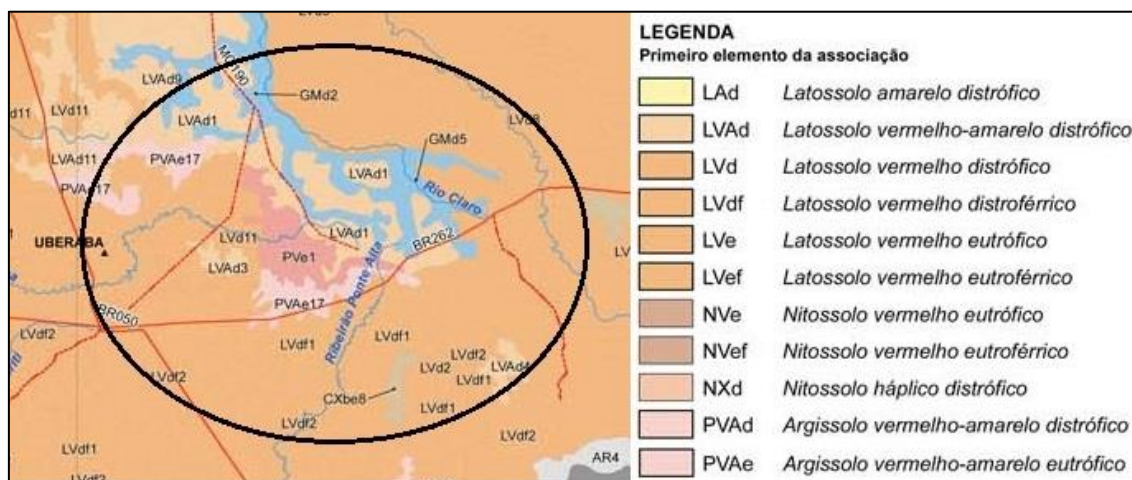 LVd8
MG190
LVAd9
GMd2
LVd11
LVd11
LVAd1
GMd5
LVAd11
PVAe17
LVAd1
Rio Claro
LVAd1
UBERABA
LVd11
BR262
LVAd3
PVe1
Ribeirão Ponte Alta
PVAe17
BR050
LVdf2
LVdf1
LVdf1
LVdf2
LVd2
LVAd4
LVdf2
LVdf1
CXbe8
LVdf1
LVdf2
LVdf2
LVdf1
AR4
LVdf2
LEGENDA
Primeiro elemento da associação
LAd Latossolo amarelo distrófico
LVAd Latossolo vermelho-amarelo distrófico
LVd Latossolo vermelho distrófico
LVdf Latossolo vermelho distroférrico
LVe Latossolo vermelho eutrófico
LVef Latossolo vermelho eutroférrico
NVe Nitossolo vermelho eutrófico
NVef Nitossolo vermelho eutroférrico
NXd Nitossolo háplico distrófico
PVAd Argissolo vermelho-amarelo distrófico
PVAe Argissolo vermelho-amarelo eutrófico